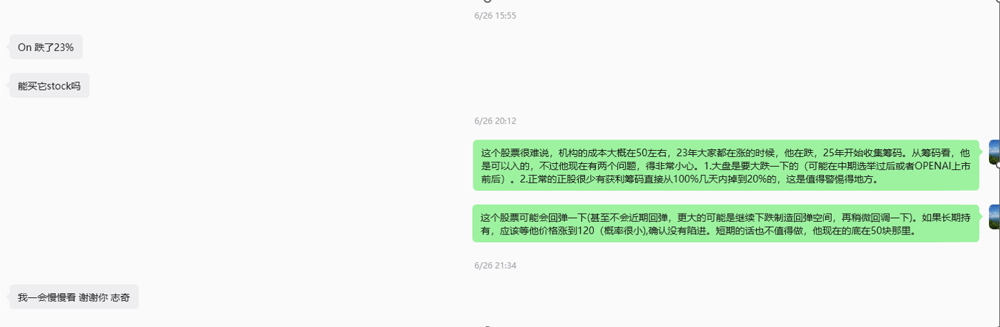 6/26 15:55
On 跌了23%
能买它stock吗
6/26 20:12
这个股票很难说，机构的成本大概在50左右，23年大家都在涨的时候，他在跌，25年开始收集筹码。从筹码看，他
是可以入的，不过他现在有两个问题，得非常小心。1.大盘是要大跌一下的（可能在中期选举过后或者OPENAI上市
前后）。2.正常的正股很少有获利筹码直接从100%几天内掉到20%的，这是值得警惕得地方。
这个股票可能会回弹一下(甚至不会近期回弹，更大的可能是继续下跌制造回弹空间，再稍微回调一下)。如果长期持
有，应该等他价格涨到120（概率很小),确认没有陷进。短期的话也不值得做，他现在的底在50块那里。
6/26 21:34
我一会慢慢看 谢谢你 志奇